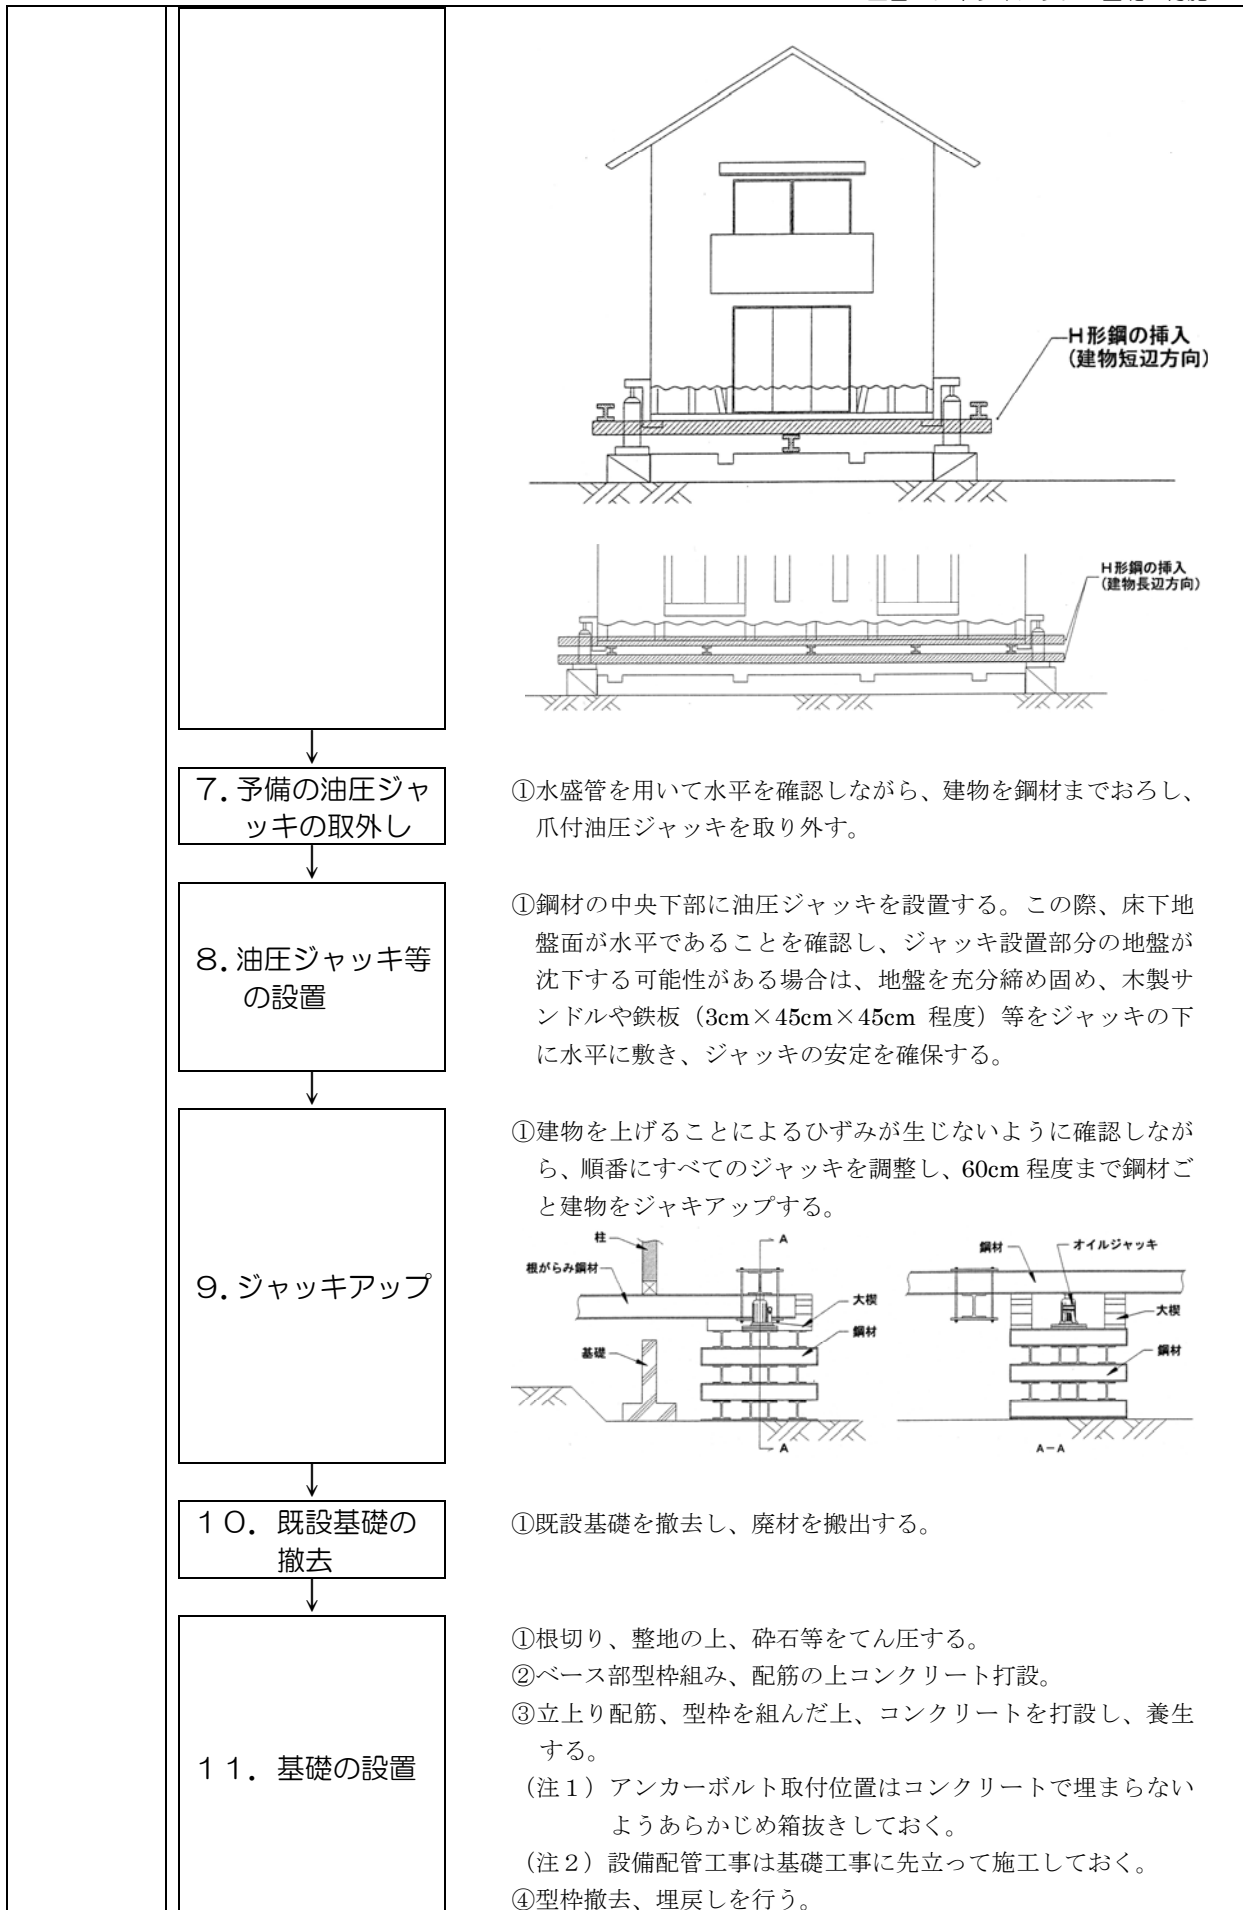 H形鋼の挿入
(建物短辺方向)
H形鋼の挿入
(建物長辺方向)
７．予備の油圧ジャ
ッキの取外し
①水盛管を用いて水平を確認しながら、建物を鋼材までおろし、
爪付油圧ジャッキを取り外す。
８．油圧ジャッキ等
の設置
①鋼材の中央下部に油圧ジャッキを設置する。この際、床下地
盤面が水平であることを確認し、ジャッキ設置部分の地盤が
沈下する可能性がある場合は、地盤を充分締め固め、木製サ
ンドルや鉄板（3cm×45cm×45cm 程度）等をジャッキの下
に水平に敷き、ジャッキの安定を確保する。
９．ジャッキアップ
①建物を上げることによるひずみが生じないように確認しなが
ら、順番にすべてのジャッキを調整し、60cm 程度まで鋼材ご
と建物をジャキアップする。
柱
A
根がらみ鋼材
大楔
鋼材
基礎
A
鋼材
オイルジャッキ
大楔
鋼材
A－A
１０．既設基礎の
撤去
①既設基礎を撤去し、廃材を搬出する。
１１．基礎の設置
①根切り、整地の上、砕石等をてん圧する。
②ベース部型枠組み、配筋の上コンクリート打設。
③立上り配筋、型枠を組んだ上、コンクリートを打設し、養生
する。
（注１）アンカーボルト取付位置はコンクリートで埋まらない
ようあらかじめ箱抜きしておく。
（注２）設備配管工事は基礎工事に先立って施工しておく。
④型枠撤去、埋戻しを行う。